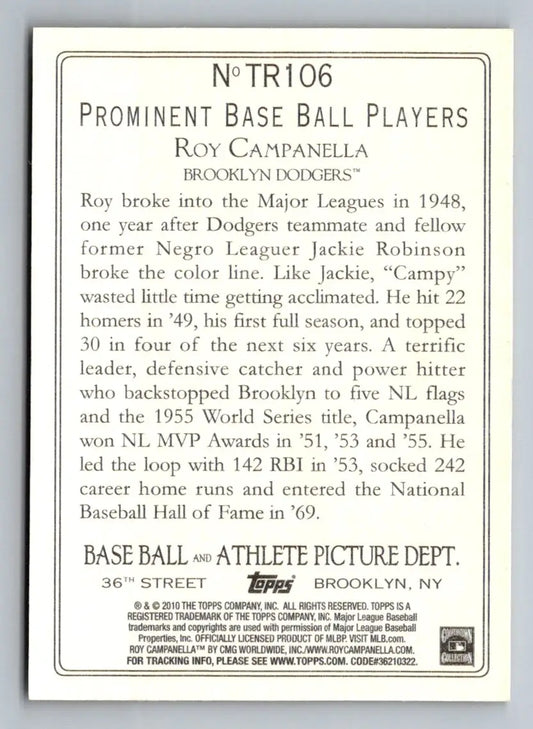 Nº TR106
PROMINENT BASE BALL PLAYERS
ROY CAMPANELLA
BROOKLYN DODGERS™
Roy broke into the Major Leagues in 1948,
one year after Dodgers teammate and fellow
former Negro Leaguer Jackie Robinson
broke the color line. Like Jackie, “Campy”
wasted little time getting acclimated. He hit 22
homers in ’49, his first full season, and topped
30 in four of the next six years. A terrific
leader, defensive catcher and power hitter
who backstopped Brooklyn to five NL flags
and the 1955 World Series title, Campanella
won NL MVP Awards in ’51, ’53 and ’55. He
led the loop with 142 RBI in ’53, socked 242
career home runs and entered the National
Baseball Hall of Fame in ’69.
BASE BALL AND ATHLETE PICTURE DEPT.
36TH STREET Topps BROOKLYN, NY
® & © 2010 THE TOPPS COMPANY, INC. ALL RIGHTS RESERVED. TOPPS IS A
REGISTERED TRADEMARK OF THE TOPPS COMPANY, INC. Major League Baseball
trademarks and copyrights are used with permission of Major League Baseball
Properties, Inc. OFFICIALLY LICENSED PRODUCT OF MLBP. VISIT MLB.com.
ROY CAMPANELLA™ BY CMG WORLDWIDE, INC./WWW.ROYCAMPANELLA.COM.
FOR TRACKING INFO, PLEASE SEE WWW.TOPPS.COM. CODE#36210322.
COOPERSTOWN
COLLECTION